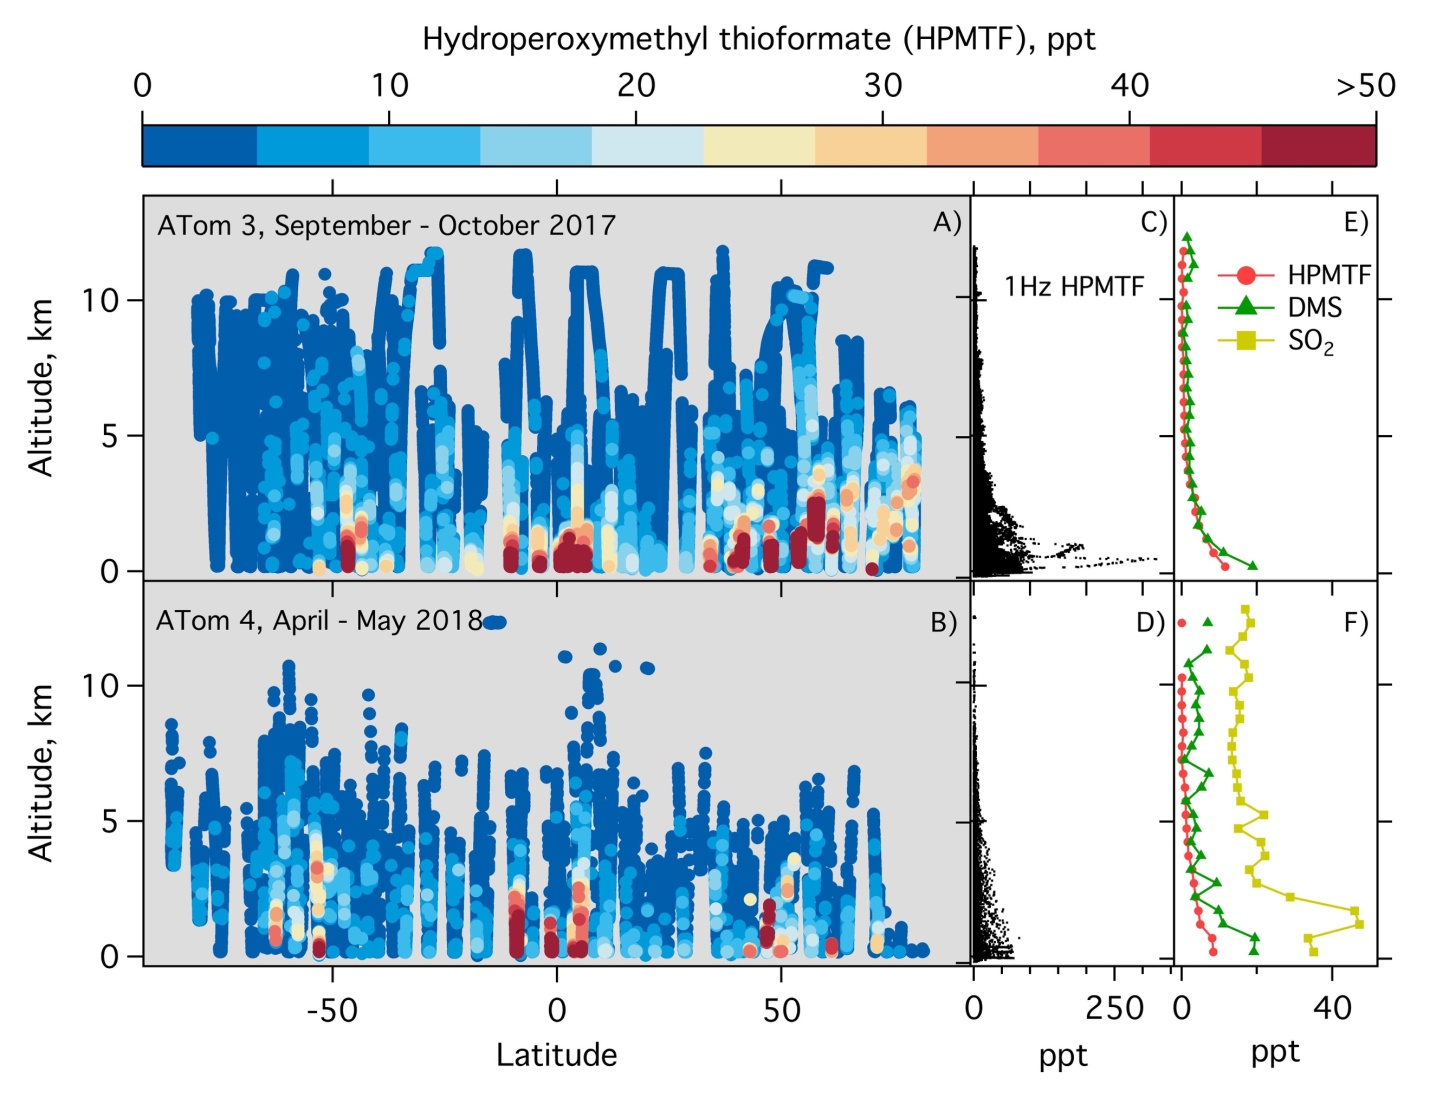 Hydroperoxymethyl thioformate (HPMTF), ppt
0 10 20 30 40 >50
ATom 3, September - October 2017 A) C) E)
1Hz HPMTF
HPMTF
DMS
SO₂
Altitude, km
10
5
0
ATom 4, April - May 2018 B) D) F)
Altitude, km
10
5
0
-50 0 50 0 250 0 40
Latitude ppt ppt